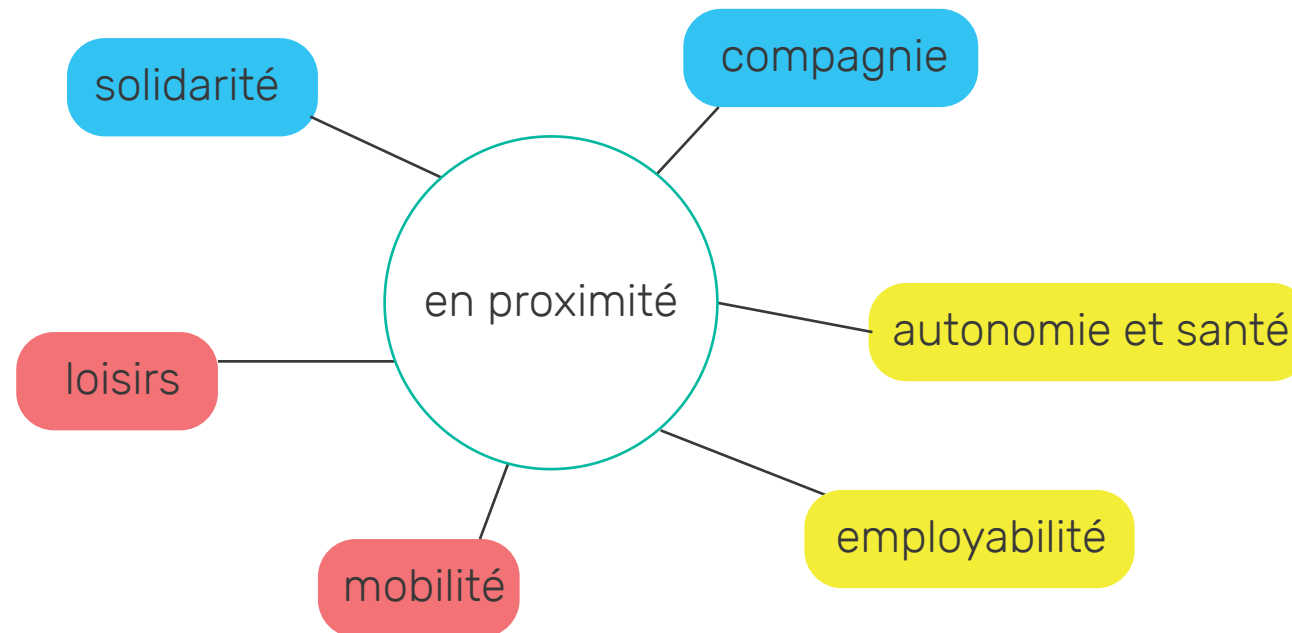 compagnie
solidarité
en proximité
autonomie et santé
loisirs
employabilité
mobilité